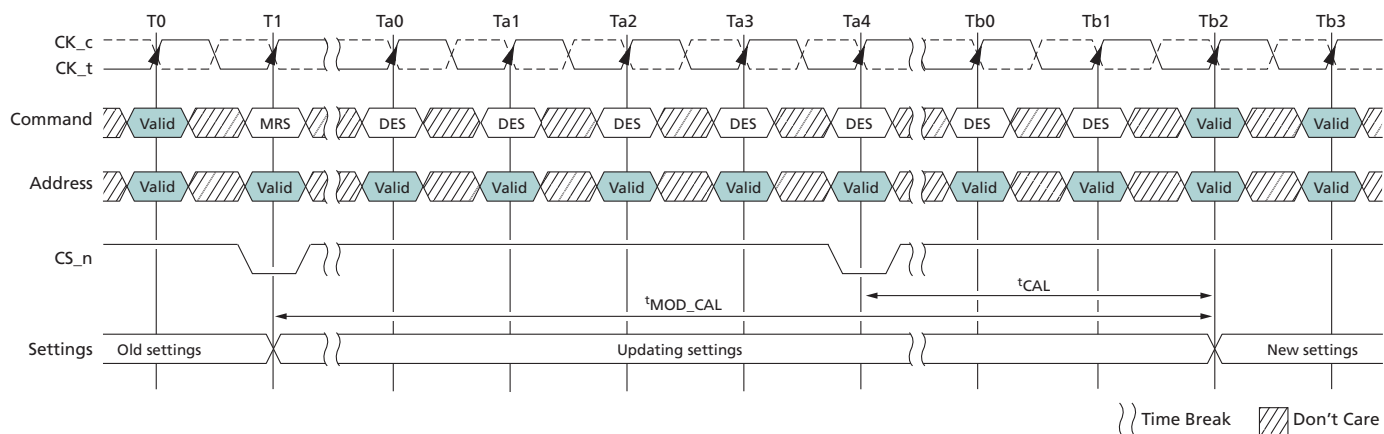 T0 T1 Ta0 Ta1 Ta2 Ta3 Ta4 Tb0 Tb1 Tb2 Tb3
CK_c
CK_t
Command Valid MRS DES DES DES DES DES DES DES Valid Valid
Address Valid Valid Valid Valid Valid Valid Valid Valid Valid Valid Valid
CS_n
tCAL
tMOD_CAL
Settings Old settings Updating settings New settings
Time Break Don't Care